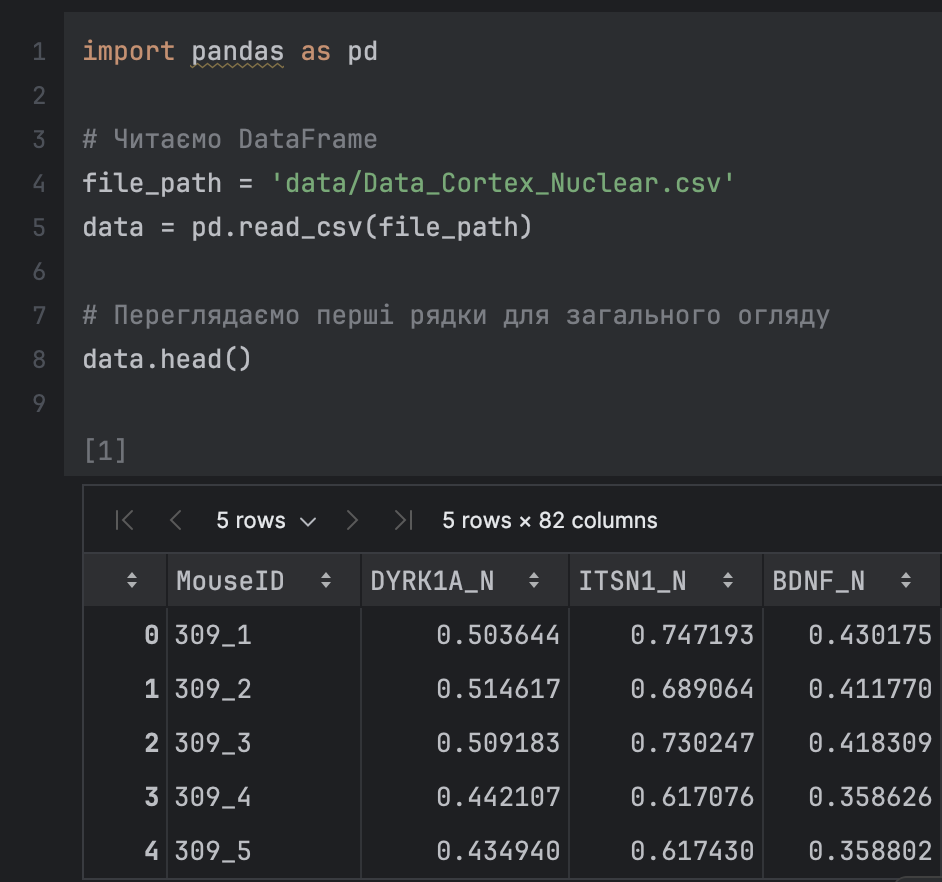 1 import pandas as pd
2
3 # Читаємо DataFrame
4 file_path = 'data/Data_Cortex_Nuclear.csv'
5 data = pd.read_csv(file_path)
6
7 # Переглядаємо перші рядки для загального огляду
8 data.head()
9
[1]
5 rows 5 rows × 82 columns
MouseID DYRK1A_N ITSN1_N BDNF_N
0 309_1 0.503644 0.747193 0.430175
1 309_2 0.514617 0.689064 0.411770
2 309_3 0.509183 0.730247 0.418309
3 309_4 0.442107 0.617076 0.358626
4 309_5 0.434940 0.617430 0.358802